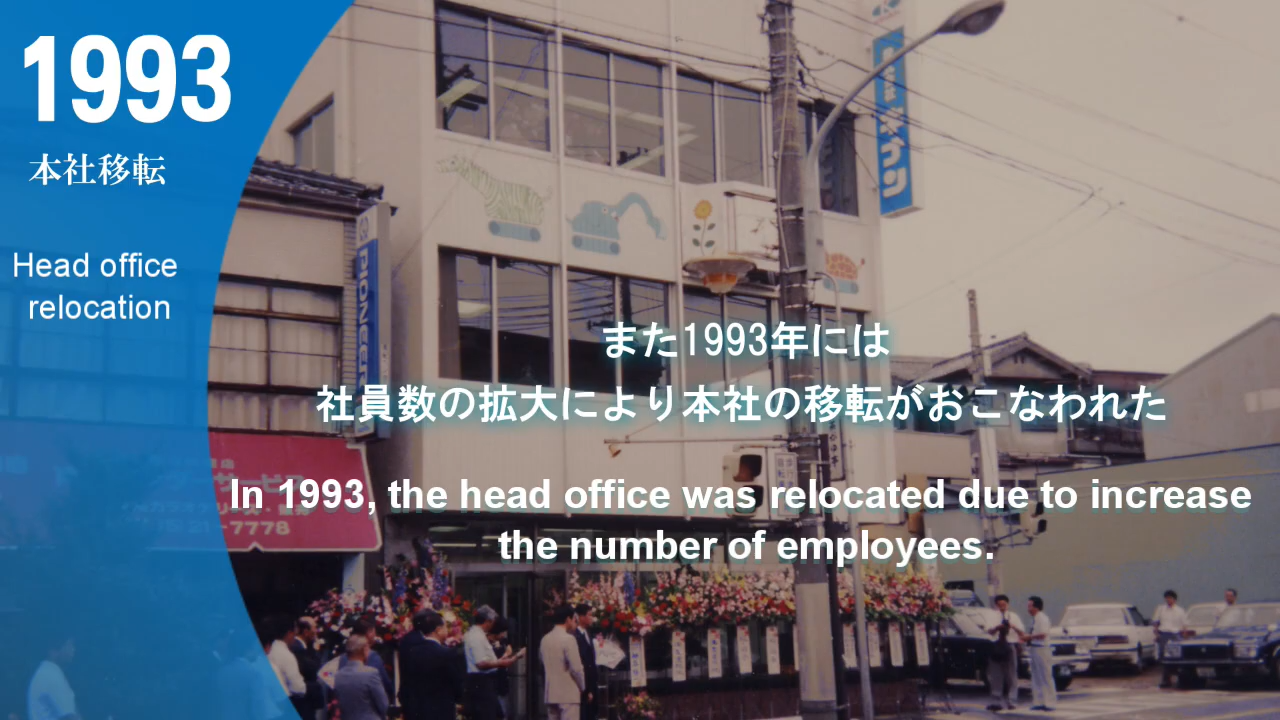 1993
本社移転
Head office
relocation
PIONEER
また1993年には
社員数の拡大により本社の移転がおこなわれた
In 1993, the head office was relocated due to increase
the number of employees.
7778